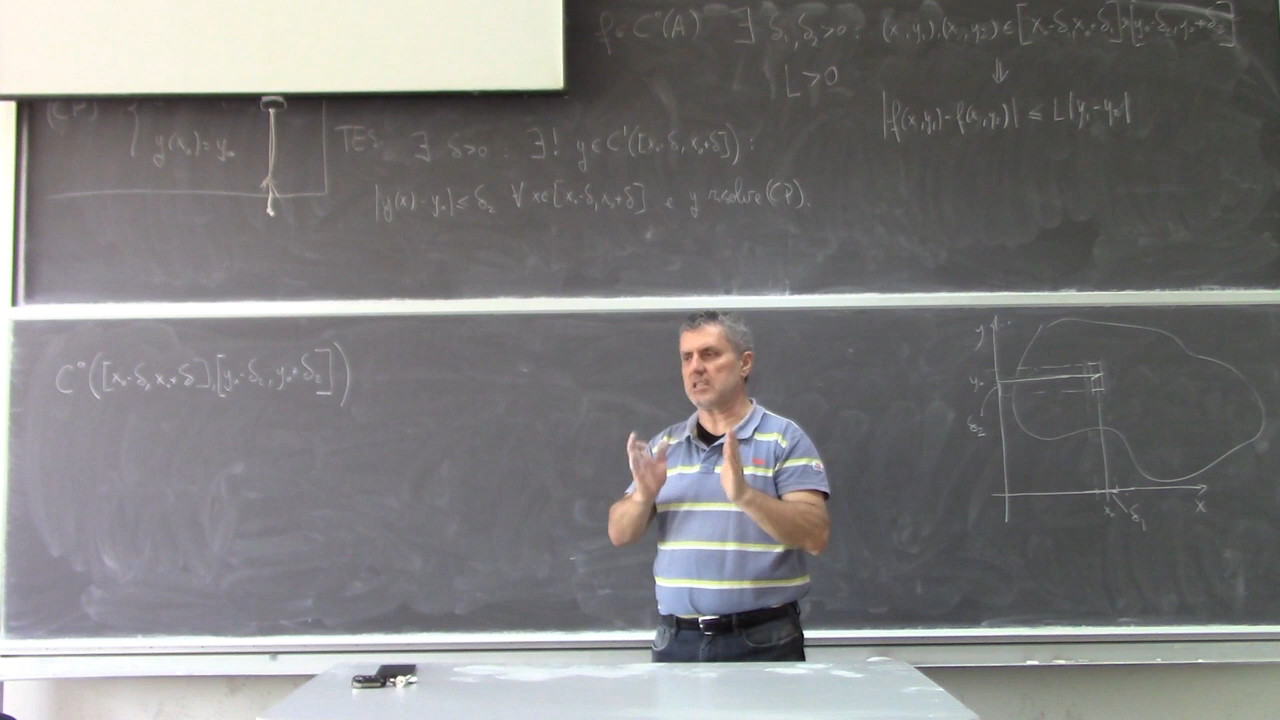 f ∈ C°(A) ∃ δ₁, δ₂ > 0 : (x, y₁), (x, y₂) ∈ [x₀-δ₁, x₀+δ₁]×[y₀-δ₂, y₀+δ₂]
L > 0 ⇓
|f(x, y₁) - f(x, y₂)| ≤ L|y₁ - y₂|
(CP) { y(x₀) = y₀
TES. ∃ δ>0 : ∃! y ∈ C¹([x₀-δ, x₀+δ]) :
|y(x) - y₀| ≤ δ₂ ∀ x ∈ [x₀-δ, x₀+δ] e y risolve (CP).
C°([x₀-δ, x₀+δ], [y₀-δ₂, y₀+δ₂])
y
y₀
δ₂
x₀ δ₁ x